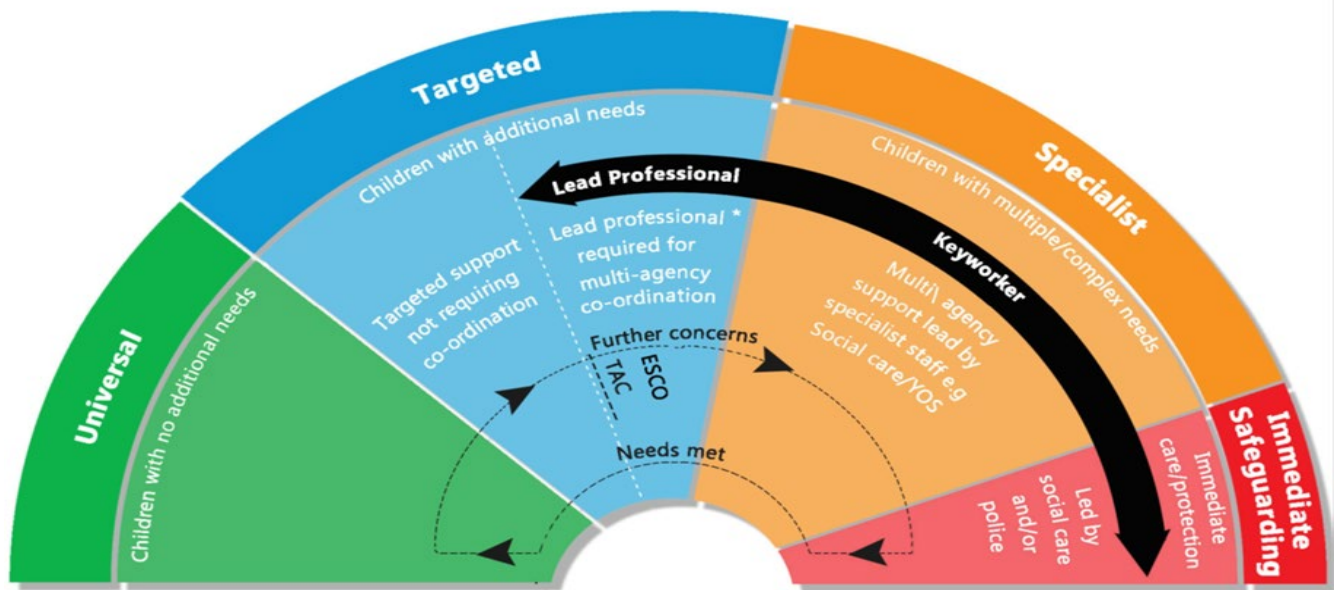 Universal
Children with no additional needs
Targeted
Children with additional needs
Targeted support
not requiring
co-ordination
Lead Professional
Lead professional *
required for
multi-agency
co-ordination
Further concerns
TAC
ESCO
Needs met
Specialist
Children with multiple/complex needs
Keyworker
Multi\ agency
support lead by
specialist staff e.g
Social care/YOS
Immediate
Safeguarding
Immediate
care/protection
Led by
social care
and/or
police